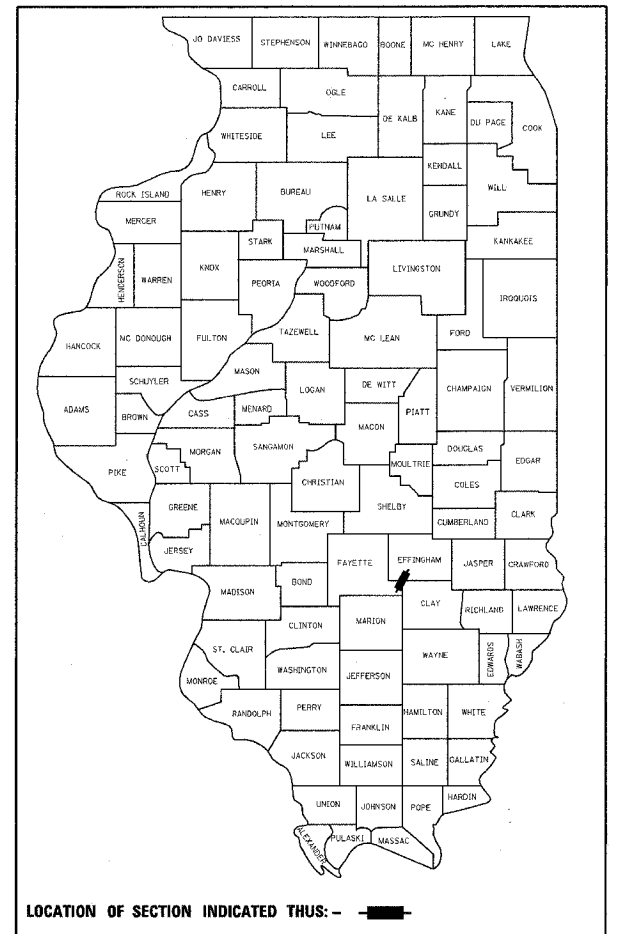 JO DAVIESS STEPHENSON WINNEBAGO BOONE MC HENRY LAKE
CARROLL OGLE
DE KALB KANE DU PAGE COOK
WHITESIDE LEE
KENDALL WILL
ROCK ISLAND HENRY BUREAU LA SALLE GRUNDY
MERCER PUTNAM
STARK MARSHALL KANKAKEE
HENDERSON WARREN KNOX PEORIA WOODFORD LIVINGSTON
IROQUOIS
HANCOCK MC DONOUGH FULTON TAZEWELL MC LEAN FORD
MASON
SCHUYLER LOGAN DE WITT CHAMPAIGN VERMILION
ADAMS BROWN CASS MENARD MACON PIATT
MORGAN SANGAMON DOUGLAS EDGAR
PIKE SCOTT CHRISTIAN MOULTRIE COLES
CALHOUN GREENE MACOUPIN MONTGOMERY SHELBY CUMBERLAND CLARK
JERSEY FAYETTE EFFINGHAM JASPER CRAWFORD
MADISON BOND
CLAY RICHLAND LAWRENCE
CLINTON MARION
ST. CLAIR WAYNE EDWARDS WABASH
WASHINGTON JEFFERSON
MONROE
RANDOLPH PERRY HAMILTON WHITE
FRANKLIN
JACKSON WILLIAMSON SALINE GALLATIN
UNION JOHNSON POPE HARDIN
ALEXANDER PULASKI MASSAC
LOCATION OF SECTION INDICATED THUS: -